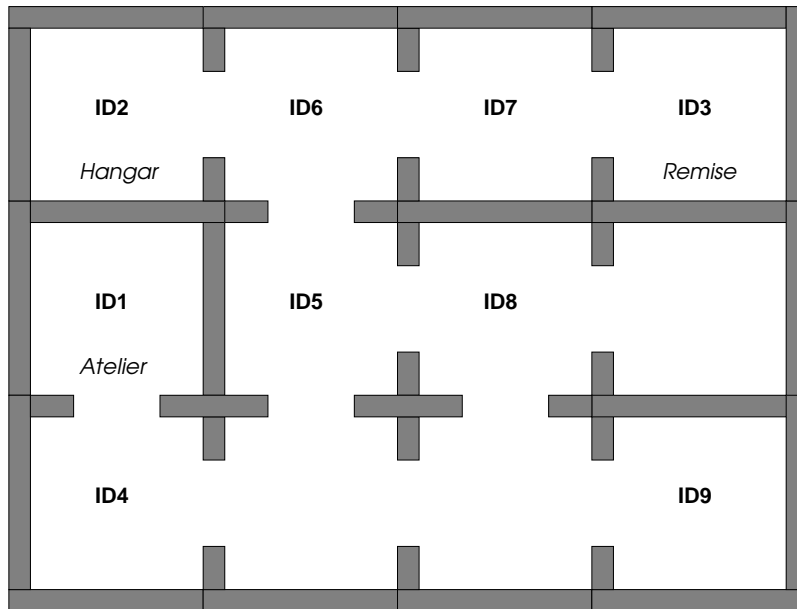 ID2
ID6
ID7
ID3
Hangar
Remise
ID1
ID5
ID8
Atelier
ID4
ID9